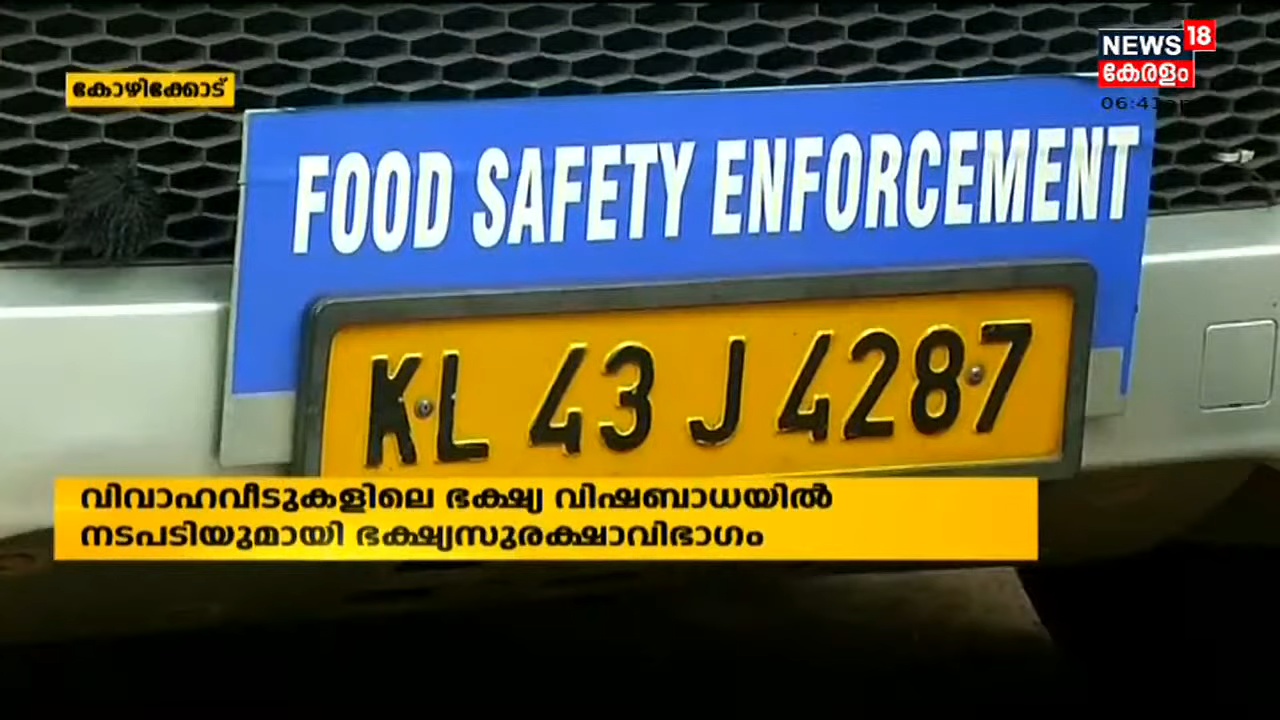 NEWS 18
കേരളം
കോഴിക്കോട്
FOOD SAFETY ENFORCEMENT
KL 43 J 4287
വിവാഹവീടുകളിലെ ഭക്ഷ്യ വിഷബാധയിൽ
നടപടിയുമായി ഭക്ഷ്യസുരക്ഷാവിഭാഗം